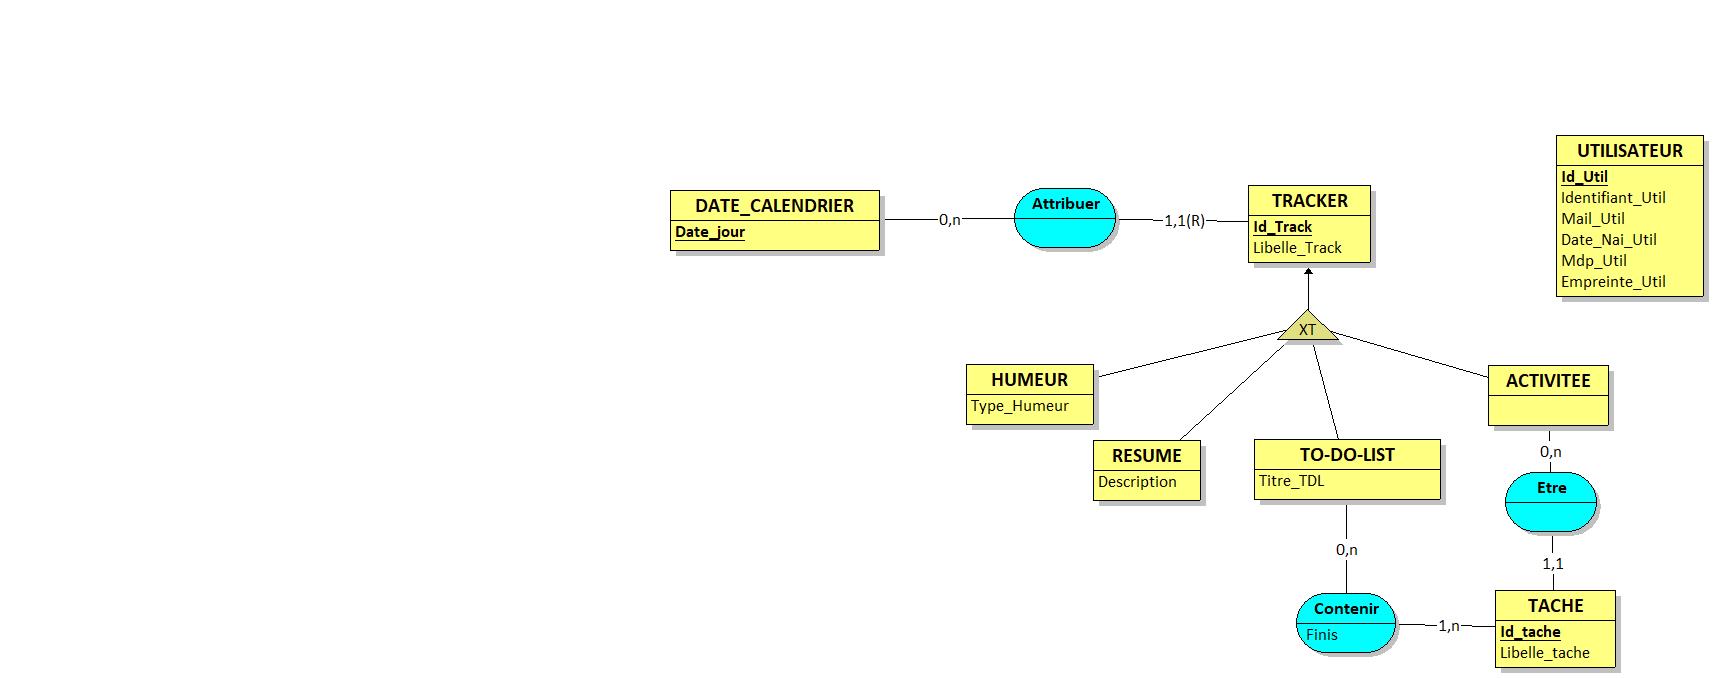 UTILISATEUR
Id_Util
Identifiant_Util
Mail_Util
Date_Nai_Util
Mdp_Util
Empreinte_Util
DATE_CALENDRIER
Date_jour
0,n
Attribuer
1,1(R)
TRACKER
Id_Track
Libelle_Track
XT
HUMEUR
Type_Humeur
RESUME
Description
TO-DO-LIST
Titre_TDL
ACTIVITEE
0,n
Etre
1,1
0,n
Contenir
Finis
1,n
TACHE
Id_tache
Libelle_tache